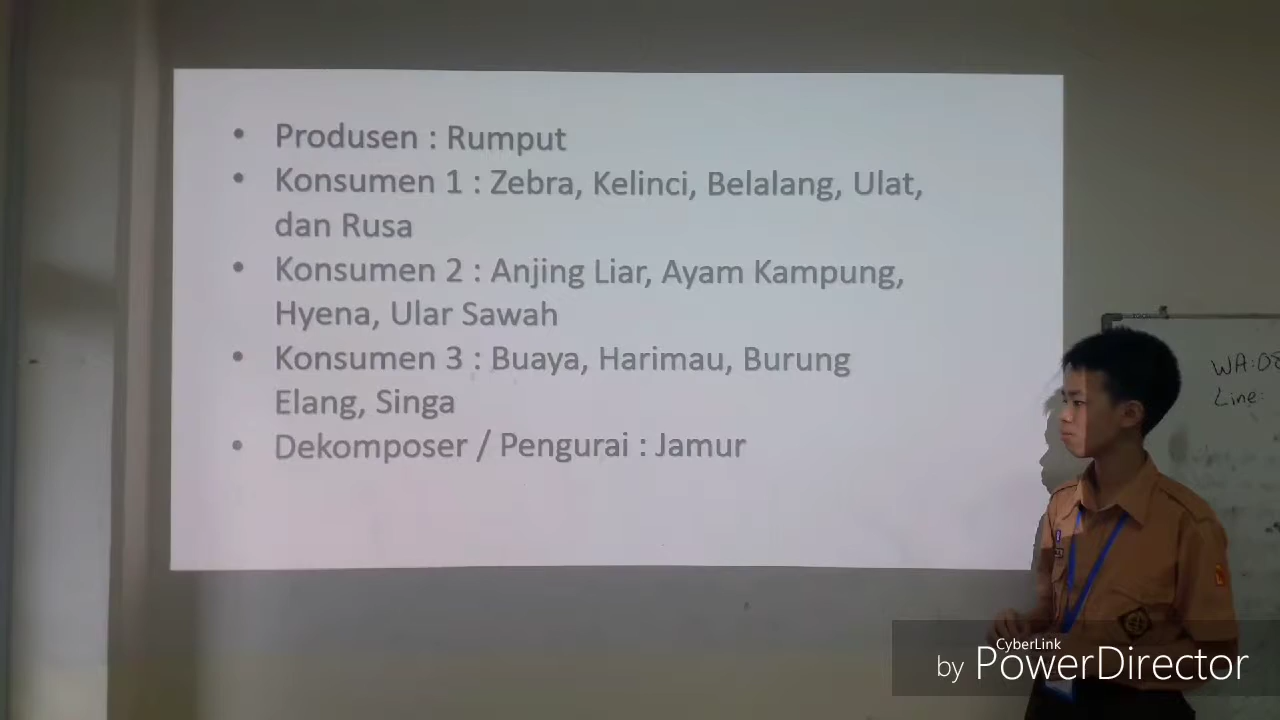 • Produsen : Rumput
• Konsumen 1 : Zebra, Kelinci, Belalang, Ulat,
dan Rusa
• Konsumen 2 : Anjing Liar, Ayam Kampung,
Hyena, Ular Sawah
• Konsumen 3 : Buaya, Harimau, Burung
Elang, Singa
• Dekomposer / Pengurai : Jamur
WA:08
Line:
CyberLink
by PowerDirector